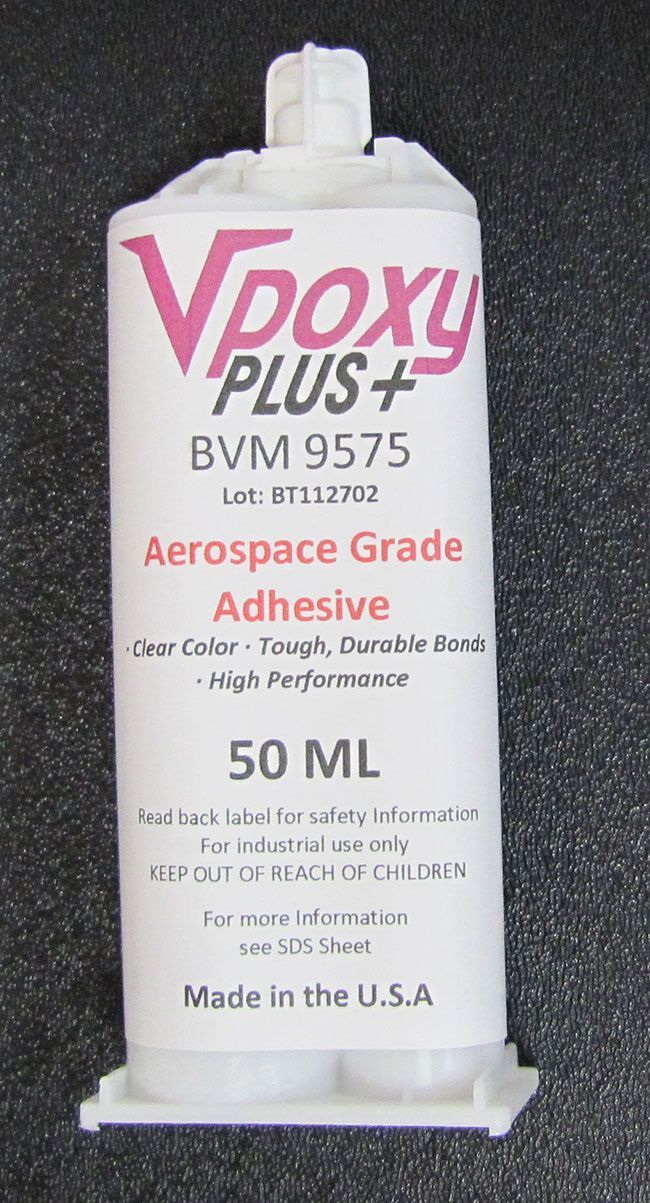 Vpoxy
PLUS+
BVM 9575
Lot: BT112702
Aerospace Grade
Adhesive
· Clear Color · Tough, Durable Bonds
· High Performance
50 ML
Read back label for safety Information
For industrial use only
KEEP OUT OF REACH OF CHILDREN
For more Information
see SDS Sheet
Made in the U.S.A